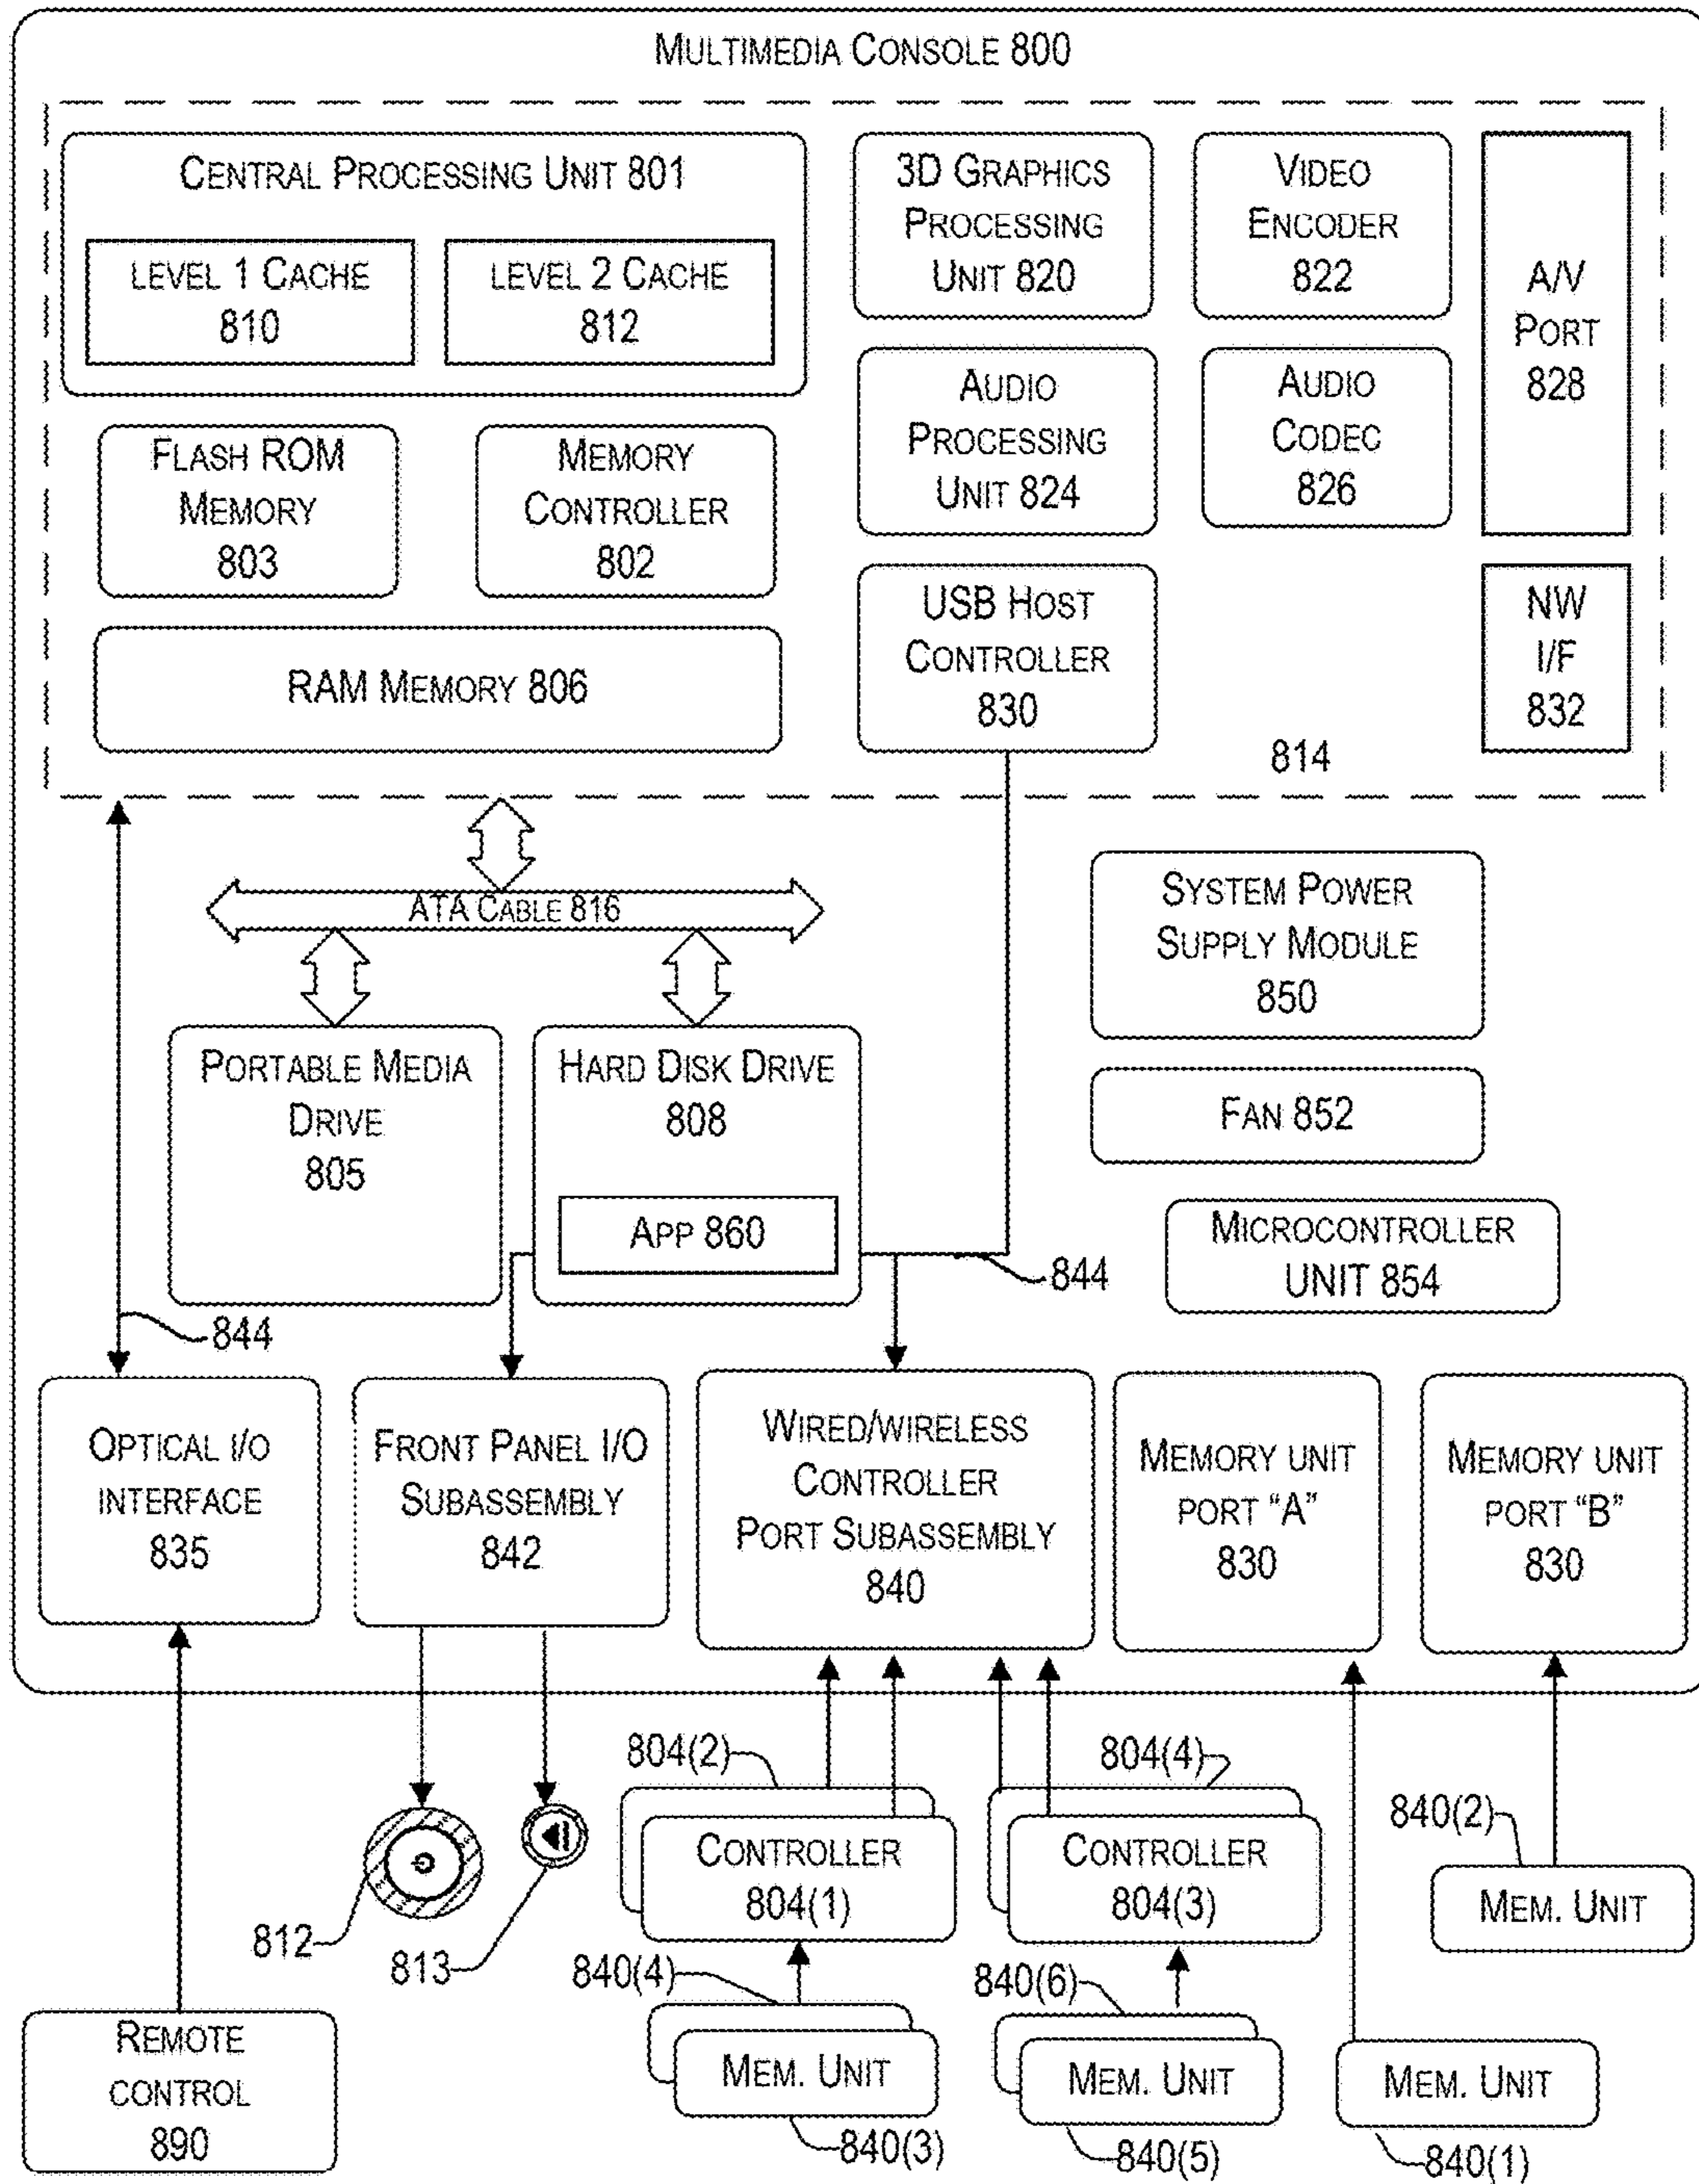 MULTIMEDIA CONSOLE 800
CENTRAL PROCESSING UNIT 801
LEVEL 1 CACHE
810
LEVEL 2 CACHE
812
3D GRAPHICS
PROCESSING
UNIT 820
VIDEO
ENCODER
822
A/V
PORT
828
AUDIO
PROCESSING
UNIT 824
AUDIO
CODEC
826
FLASH ROM
MEMORY
803
MEMORY
CONTROLLER
802
USB HOST
CONTROLLER
830
NW
I/F
832
RAM MEMORY 806
814
ATA CABLE 816
SYSTEM POWER
SUPPLY MODULE
850
PORTABLE MEDIA
DRIVE
805
HARD DISK DRIVE
808
APP 860
FAN 852
MICROCONTROLLER
UNIT 854
844
844
OPTICAL I/O
INTERFACE
835
FRONT PANEL I/O
SUBASSEMBLY
842
WIRED/WIRELESS
CONTROLLER
PORT SUBASSEMBLY
840
MEMORY UNIT
PORT “A”
830
MEMORY UNIT
PORT “B”
830
804(2)
804(4)
840(2)
CONTROLLER
804(1)
CONTROLLER
804(3)
MEM. UNIT
812
813
840(4)
840(6)
REMOTE
CONTROL
890
MEM. UNIT
MEM. UNIT
MEM. UNIT
840(3)
840(5)
840(1)